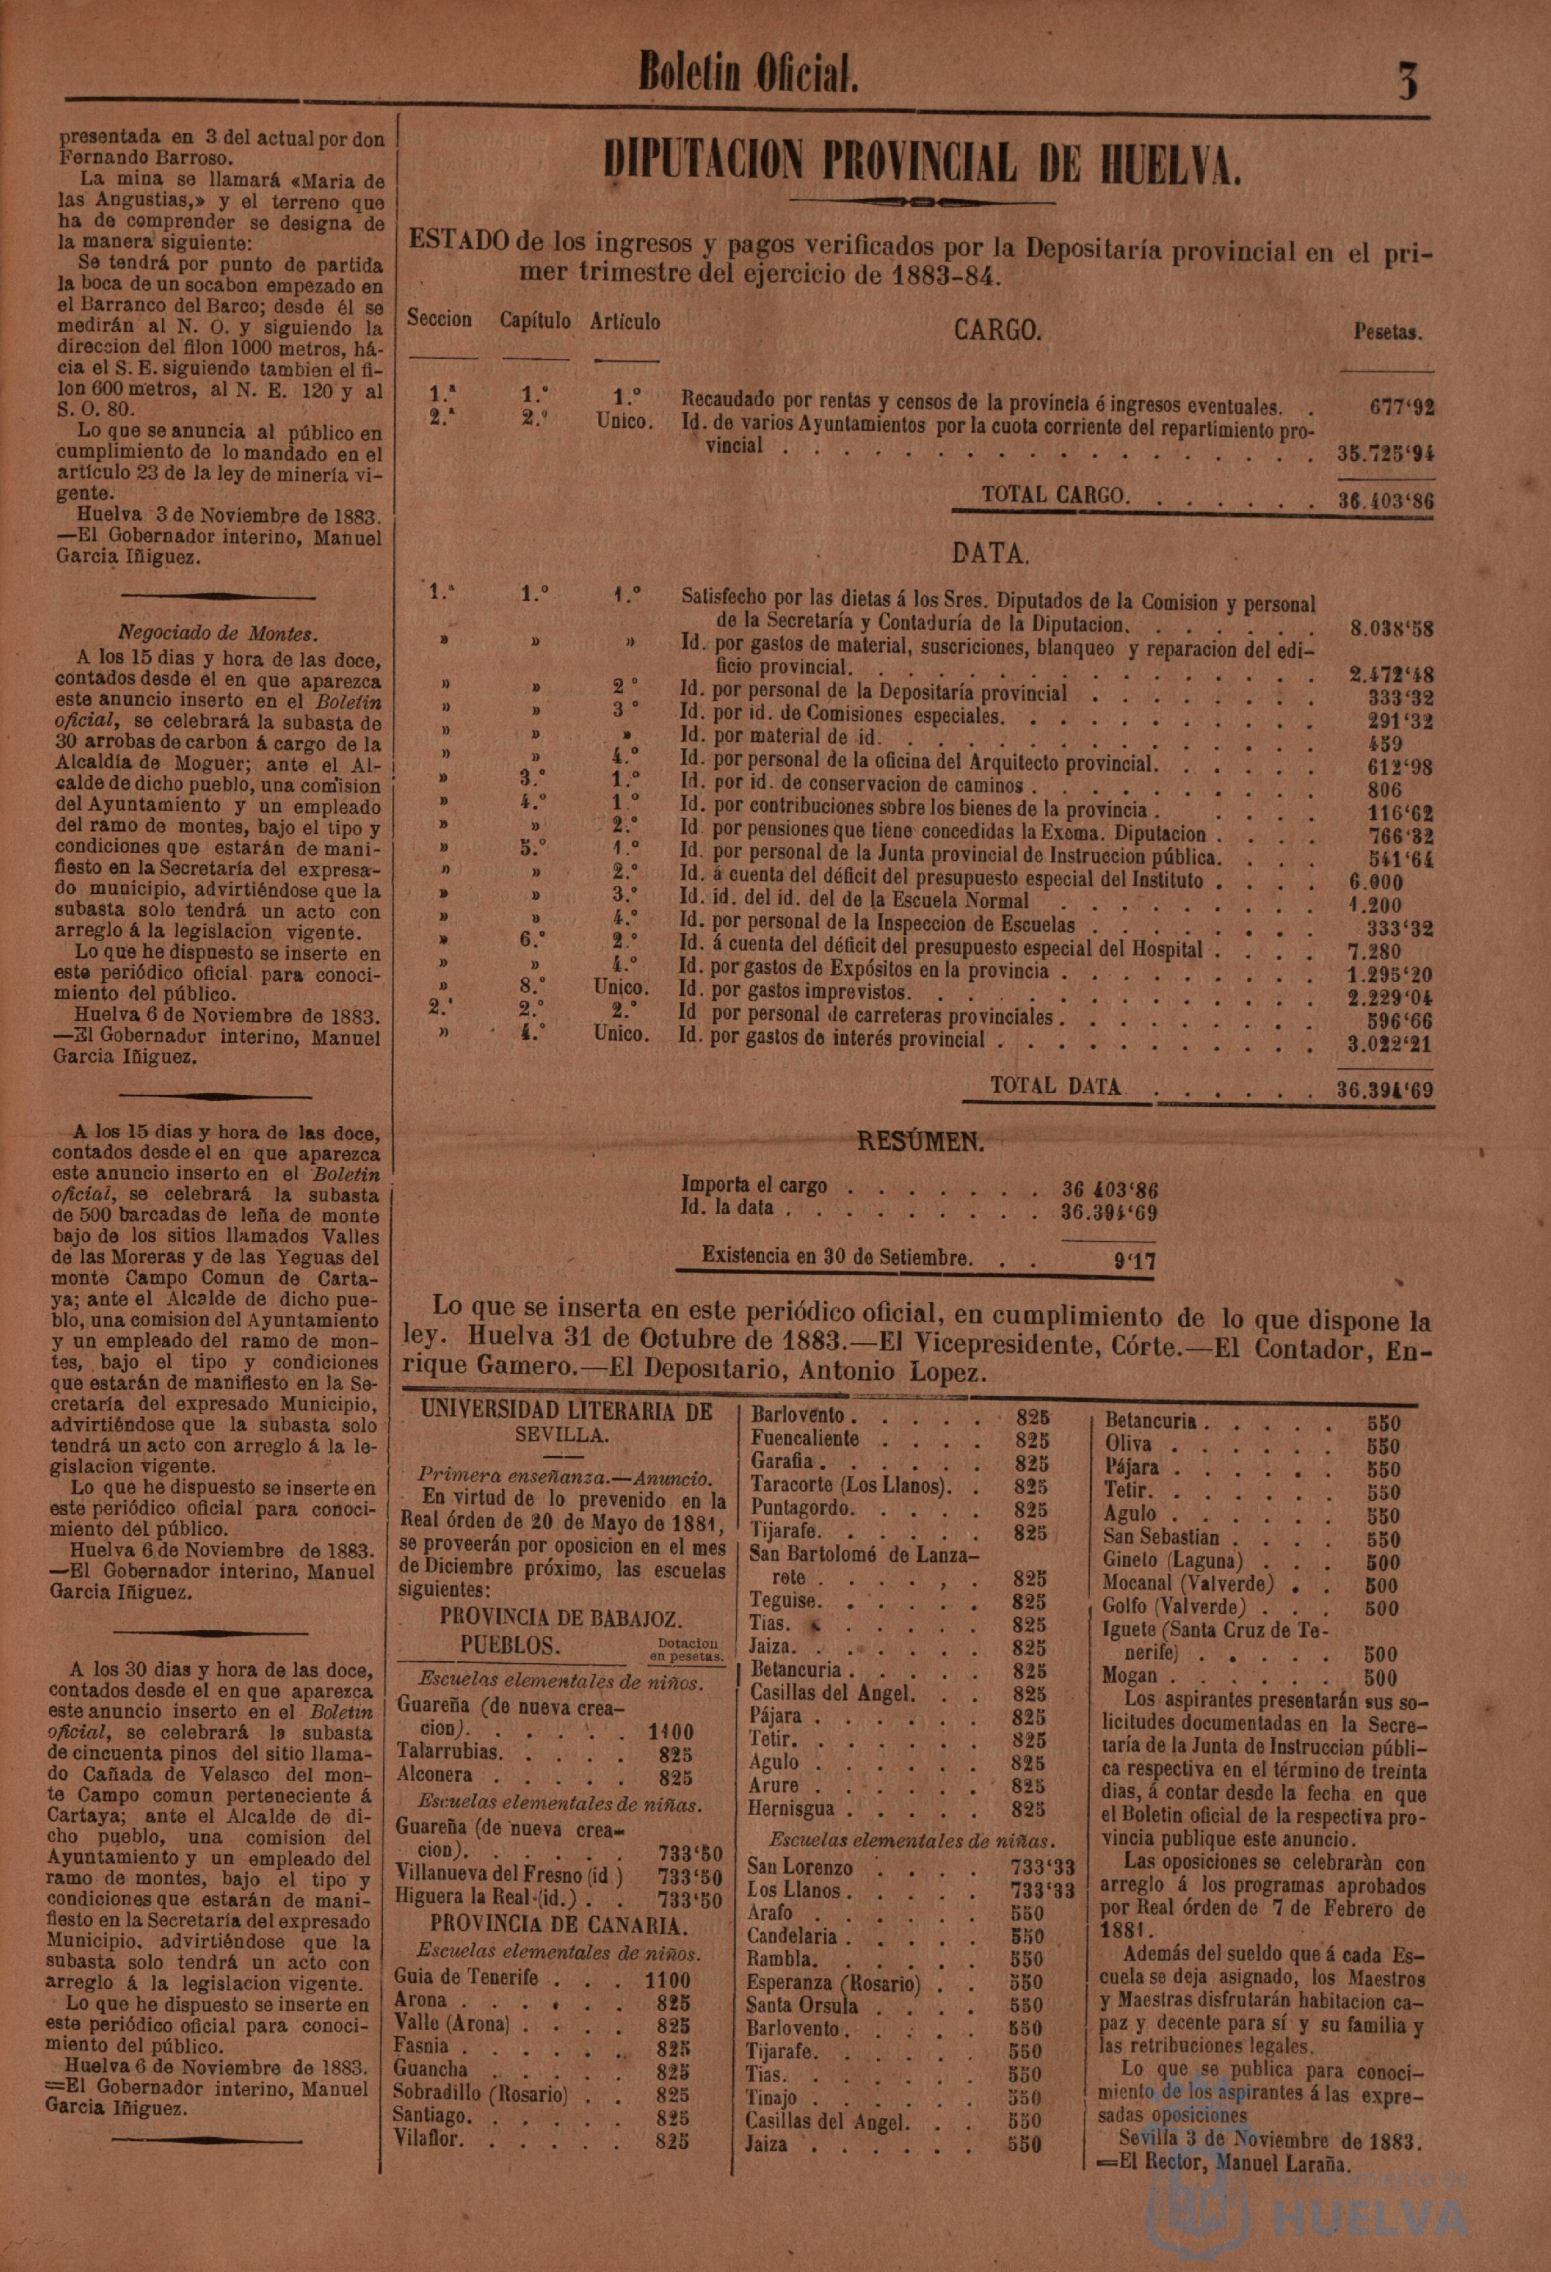 Boletin Oficial.
3
presentada en 3 del actual por don
Fernando Barroso.
La mina se llamará «Maria de
las Angustias,» y el terreno que
ha de comprender se designa de
la manera siguiente:
Se tendrá por punto de partida
la boca de un socabon empezado en
el Barranco del Barco; desde él se
medirán al N. O. y siguiendo la
direccion del filon 1000 metros, há-
cia el S. E. siguiendo tambien el fi-
lon 600 metros, al N. E. 120 y al
S. O. 80.
Lo que se anuncia al público en
cumplimiento de lo mandado en el
artículo 23 de la ley de minería vi-
gente.
Huelva 3 de Noviembre de 1883.
—El Gobernador interino, Manuel
Garcia Iñiguez.
Negociado de Montes.
A los 15 dias y hora de las doce,
contados desde el en que aparezca
este anuncio inserto en el Boletin
oficial, se celebrará la subasta de
30 arrobas de carbon á cargo de la
Alcaldía de Moguer; ante el Al-
calde de dicho pueblo, una comision
del Ayuntamiento y un empleado
del ramo de montes, bajo el tipo y
condiciones que estarán de mani-
fiesto en la Secretaría del expresa-
do municipio, advirtiéndose que la
subasta solo tendrá un acto con
arreglo á la legislacion vigente.
Lo que he dispuesto se inserte en
este periódico oficial para conoci-
miento del público.
Huelva 6 de Noviembre de 1883.
—El Gobernador interino, Manuel
Garcia Iñiguez.
A los 15 dias y hora de las doce,
contados desde el en que aparezca
este anuncio inserto en el Boletin
oficial, se celebrará la subasta
de 500 barcadas de leña de monte
bajo de los sitios llamados Valles
de las Moreras y de las Yeguas del
monte Campo Comun de Carta-
ya; ante el Alcalde de dicho pue-
blo, una comision del Ayuntamiento
y un empleado del ramo de mon-
tes, bajo el tipo y condiciones
que estarán de manifiesto en la Se-
cretaría del expresado Municipio,
advirtiéndose que la subasta solo
tendrá un acto con arreglo á la le-
gislacion vigente.
Lo que he dispuesto se inserte en
este periódico oficial para conoci-
miento del público.
Huelva 6 de Noviembre de 1883.
—El Gobernador interino, Manuel
Garcia Iñiguez.
A los 30 dias y hora de las doce,
contados desde el en que aparezca
este anuncio inserto en el Boletin
oficial, se celebrará la subasta
de cincuenta pinos del sitio llama-
do Cañada de Velasco del mon-
te Campo comun perteneciente á
Cartaya; ante el Alcalde de di-
cho pueblo, una comision del
Ayuntamiento y un empleado del
ramo de montes, bajo el tipo y
condiciones que estarán de mani-
fiesto en la Secretaría del expresado
Municipio, advirtiéndose que la
subasta solo tendrá un acto con
arreglo á la legislacion vigente.
Lo que he dispuesto se inserte en
este periódico oficial para conoci-
miento del público.
Huelva 6 de Noviembre de 1883.
=El Gobernador interino, Manuel
Garcia Iñiguez.
DIPUTACION PROVINCIAL DE HUELVA.
ESTADO de los ingresos y pagos verificados por la Depositaría provincial en el pri-
mer trimestre del ejercicio de 1883-84.
Seccion Capítulo Artículo CARGO. Pesetas.
1.ª 1.º 1.º Recaudado por rentas y censos de la provincia é ingresos eventuales. . 677‘92
2.ª 2.º Unico. Id. de varios Ayuntamientos por la cuota corriente del repartimiento pro-
vincial . . . . . . . . . . . . . . . . . 35.725‘94
TOTAL CARGO. . . . . . . 36.403‘86
DATA.
1.ª 1.º 1.º Satisfecho por las dietas á los Sres. Diputados de la Comision y personal
de la Secretaría y Contaduría de la Diputacion. . . . . . . 8.038‘58
» » » Id. por gastos de material, suscriciones, blanqueo y reparacion del edi-
ficio provincial. . . . . . . . . . . . . . 2.472‘48
» » 2º Id. por personal de la Depositaría provincial . . . . . . . . 333‘32
» » 3º Id. por id. de Comisiones especiales. . . . . . . . . . . 291‘32
» » » Id. por material de id. . . . . . . . . . . . . 459
» » 4.º Id. por personal de la oficina del Arquitecto provincial. . . . . . 612‘98
» 3.º 1.º Id. por id. de conservacion de caminos . . . . . . . . . 806
» 4.º 1.º Id. por contribuciones sobre los bienes de la provincia . . . . . 116‘62
» » 2.º Id. por pensiones que tiene concedidas la Excma. Diputacion . . . . 766‘32
» 5.º 1.º Id. por personal de la Junta provincial de Instruccion pública. . . . 541‘64
» » 2.º Id. á cuenta del déficit del presupuesto especial del Instituto . . . . 6.000
» » 3.º Id. id. del id. del de la Escuela Normal . . . . . . . . 1.200
» » 4.º Id. por personal de la Inspeccion de Escuelas . . . . . . . . 333‘32
» 6.º 2.º Id. á cuenta del déficit del presupuesto especial del Hospital . . . . 7.280
» » 4.º Id. por gastos de Expósitos en la provincia . . . . . . . . 1.295‘20
» 8.º Unico. Id. por gastos imprevistos. . . . . . . . . . . . 2.229‘04
2.ª 2.º 2.º Id por personal de carreteras provinciales . . . . . . . . 596‘66
» 4.º Unico. Id. por gastos de interés provincial . . . . . . . . . . 3.022‘21
TOTAL DATA . . . . . . 36.394‘69
RESÚMEN.
Importa el cargo . . . . . . . 36 403‘86
Id. la data . . . . . . . . . 36.394‘69
Existencia en 30 de Setiembre. . . 9‘17
Lo que se inserta en este periódico oficial, en cumplimiento de lo que dispone la
ley. Huelva 31 de Octubre de 1883.—El Vicepresidente, Córte.—El Contador, En-
rique Gamero.—El Depositario, Antonio Lopez.
UNIVERSIDAD LITERARIA DE
SEVILLA.
Primera enseñanza.—Anuncio.
En virtud de lo prevenido en la
Real órden de 20 de Mayo de 1881,
se proveerán por oposicion en el mes
de Diciembre próximo, las escuelas
siguientes:
PROVINCIA DE BABAJOZ.
PUEBLOS. Dotacion
en pesetas.
Escuelas elementales de niños.
Guareña (de nueva crea-
cion). . . . . . 1100
Talarrubias. . . . . 825
Alconera . . . . . 825
Escuelas elementales de niñas.
Guareña (de nueva crea-
cion). . . . . . 733‘50
Villanueva del Fresno (id.) 733‘50
Higuera la Real (id.) . . 733‘50
PROVINCIA DE CANARIA.
Escuelas elementales de niños.
Guia de Tenerife . . . 1100
Arona . . . . . . 825
Valle (Arona) . . . . 825
Fasnia . . . . . . 825
Guancha . . . . . 825
Sobradillo (Rosario) . . 825
Santiago. . . . . . 825
Vilaflor. . . . . . 825
Barlovento . . . . . 825
Fuencaliente . . . . 825
Garafia . . . . . . 825
Taracorte (Los Llanos). . 825
Puntagordo. . . . . 825
Tijarafe. . . . . . 825
San Bartolomé de Lanza-
rote . . . . , . 825
Teguise. . . . . . 825
Tias. . . . . . 825
Jaiza. . . . . . 825
Betancuria . . . . . 825
Casillas del Angel. . . 825
Pájara . . . . . . 825
Tetir. . . . . . . 825
Agulo . . . . . . 825
Arure . . . . . . 825
Hernisgua . . . . . 825
Escuelas elementales de niñas.
San Lorenzo . . . . 733‘33
Los Llanos . . . . . 733‘33
Arafo . . . . . . 550
Candelaria . . . . . 550
Rambla. . . . . . 550
Esperanza (Rosario) . . 550
Santa Orsula . . . . 550
Barlovento. . . . . 550
Tijarafe. . . . . . 550
Tias. . . . . . . 550
Tinajo . . . . . . 550
Casillas del Angel. . . 550
Jaiza . . . . . . 550
Betancuria . . . . . 550
Oliva . . . . . . 550
Pájara . . . . . . 550
Tetir. . . . . . . 550
Agulo . . . . . . 550
San Sebastian . . . . 550
Gineto (Laguna) . . . 500
Mocanal (Valverde) . . 500
Golfo (Valverde) . . . 500
Iguete (Santa Cruz de Te-
nerife) . . . . . 500
Mogan . . . . . . 500
Los aspirantes presentarán sus so-
licitudes documentadas en la Secre-
taría de la Junta de Instruccion públi-
ca respectiva en el término de treinta
dias, á contar desde la fecha en que
el Boletin oficial de la respectiva pro-
vincia publique este anuncio.
Las oposiciones se celebraràn con
arreglo á los programas aprobados
por Real órden de 7 de Febrero de
1881.
Además del sueldo que á cada Es-
cuela se deja asignado, los Maestros
y Maestras disfrutarán habitacion ca-
paz y decente para sí y su familia y
las retribuciones legales.
Lo que se publica para conoci-
miento de los aspirantes á las expre-
sadas oposiciones
Sevilla 3 de Noviembre de 1883.
=El Rector, Manuel Laraña.
Ayuntamiento de
HUELVA